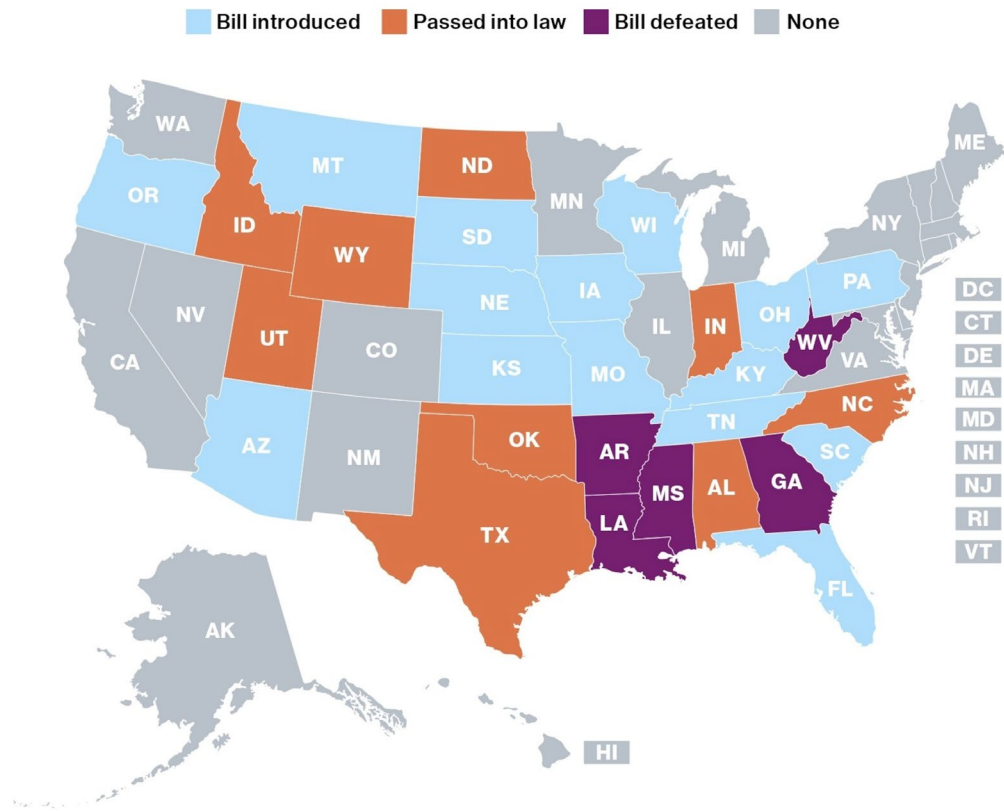 Bill introduced Passed into law Bill defeated None
WA
ME
MT
ND
OR
MN
ID
NY
SD
WI
MI
WY
PA
DC
NE
IA
NV
OH
CT
UT
IL
IN
WV
CO
DE
CA
KS
MO
KY
VA
MA
NC
MD
TN
OK
AZ
NM
AR
SC
NH
MS
AL
GA
NJ
TX
LA
RI
VT
FL
AK
HI